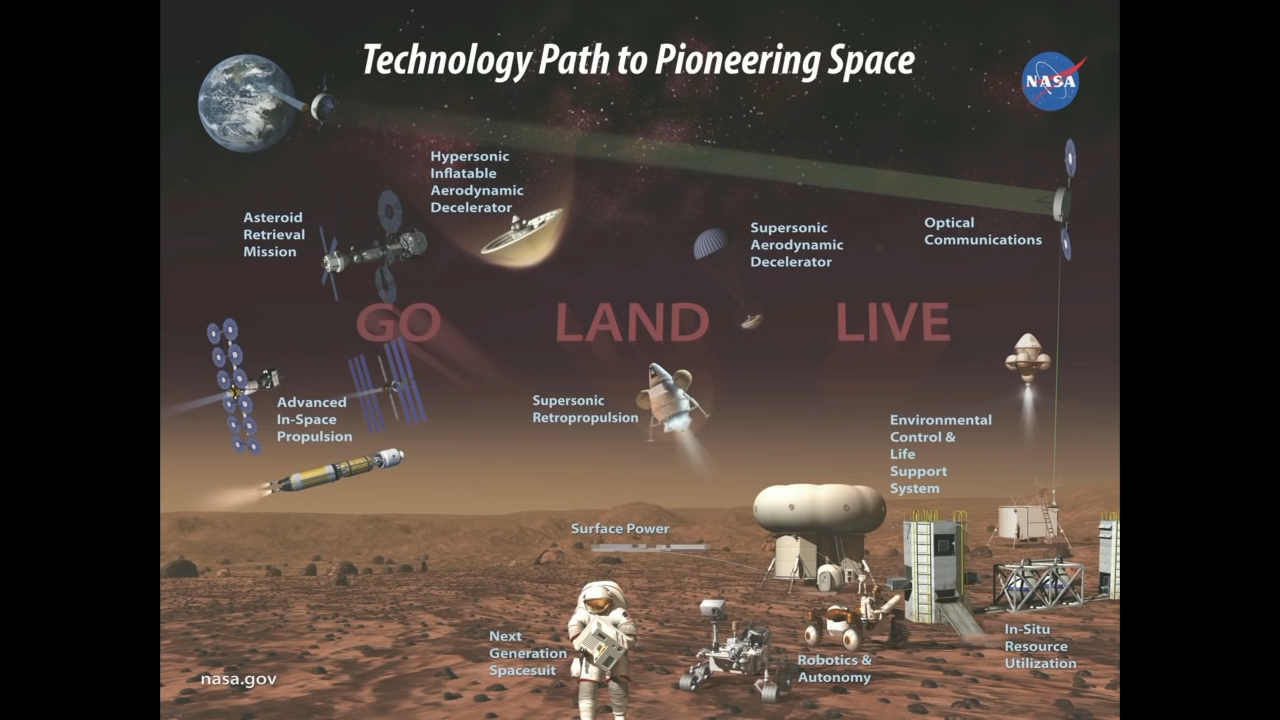 Technology Path to Pioneering Space
NASA
Hypersonic
Inflatable
Aerodynamic
Decelerator
Asteroid
Retrieval
Mission
Supersonic
Aerodynamic
Decelerator
Optical
Communications
GO
LAND
LIVE
Advanced
In-Space
Propulsion
Supersonic
Retropropulsion
Environmental
Control &
Life
Support
System
Surface Power
Next
Generation
Spacesuit
Robotics &
Autonomy
In-Situ
Resource
Utilization
nasa.gov